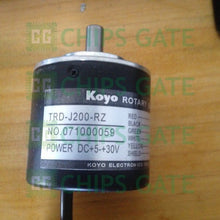 CHIPS GATE
Koyo ROTARY
TRD-J200-RZ
NO.071000059
POWER DC+5-+30V
RED
BLACK
GREEN
WHITE
YELLOW
KOYO ELECTRONICS